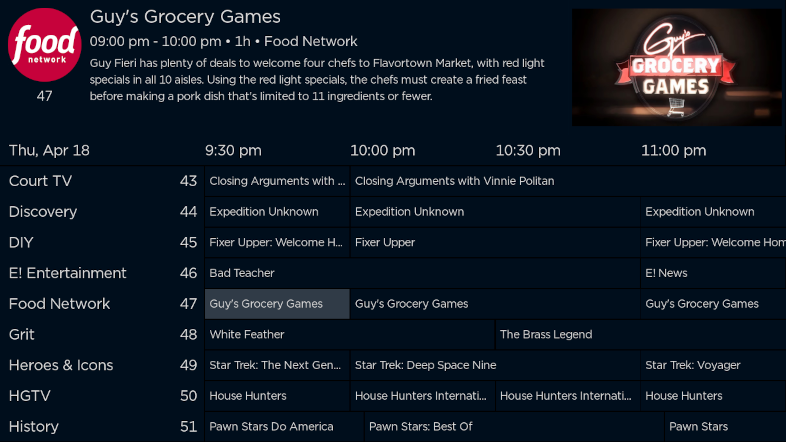 food
network
47
Guy's Grocery Games
09:00 pm - 10:00 pm • 1h • Food Network
Guy Fieri has plenty of deals to welcome four chefs to Flavortown Market, with red light
specials in all 10 aisles. Using the red light specials, the chefs must create a fried feast
before making a pork dish that's limited to 11 ingredients or fewer.
Guy's
GROCERY
GAMES
Thu, Apr 18 9:30 pm 10:00 pm 10:30 pm 11:00 pm
Court TV 43 Closing Arguments with ... Closing Arguments with Vinnie Politan
Discovery 44 Expedition Unknown Expedition Unknown Expedition Unknown
DIY 45 Fixer Upper: Welcome H... Fixer Upper Fixer Upper: Welcome Hom
E! Entertainment 46 Bad Teacher E! News
Food Network 47 Guy's Grocery Games Guy's Grocery Games Guy's Grocery Games
Grit 48 White Feather The Brass Legend
Heroes & Icons 49 Star Trek: The Next Gen... Star Trek: Deep Space Nine Star Trek: Voyager
HGTV 50 House Hunters House Hunters Internati... House Hunters Internati... House Hunters
History 51 Pawn Stars Do America Pawn Stars: Best Of Pawn Stars